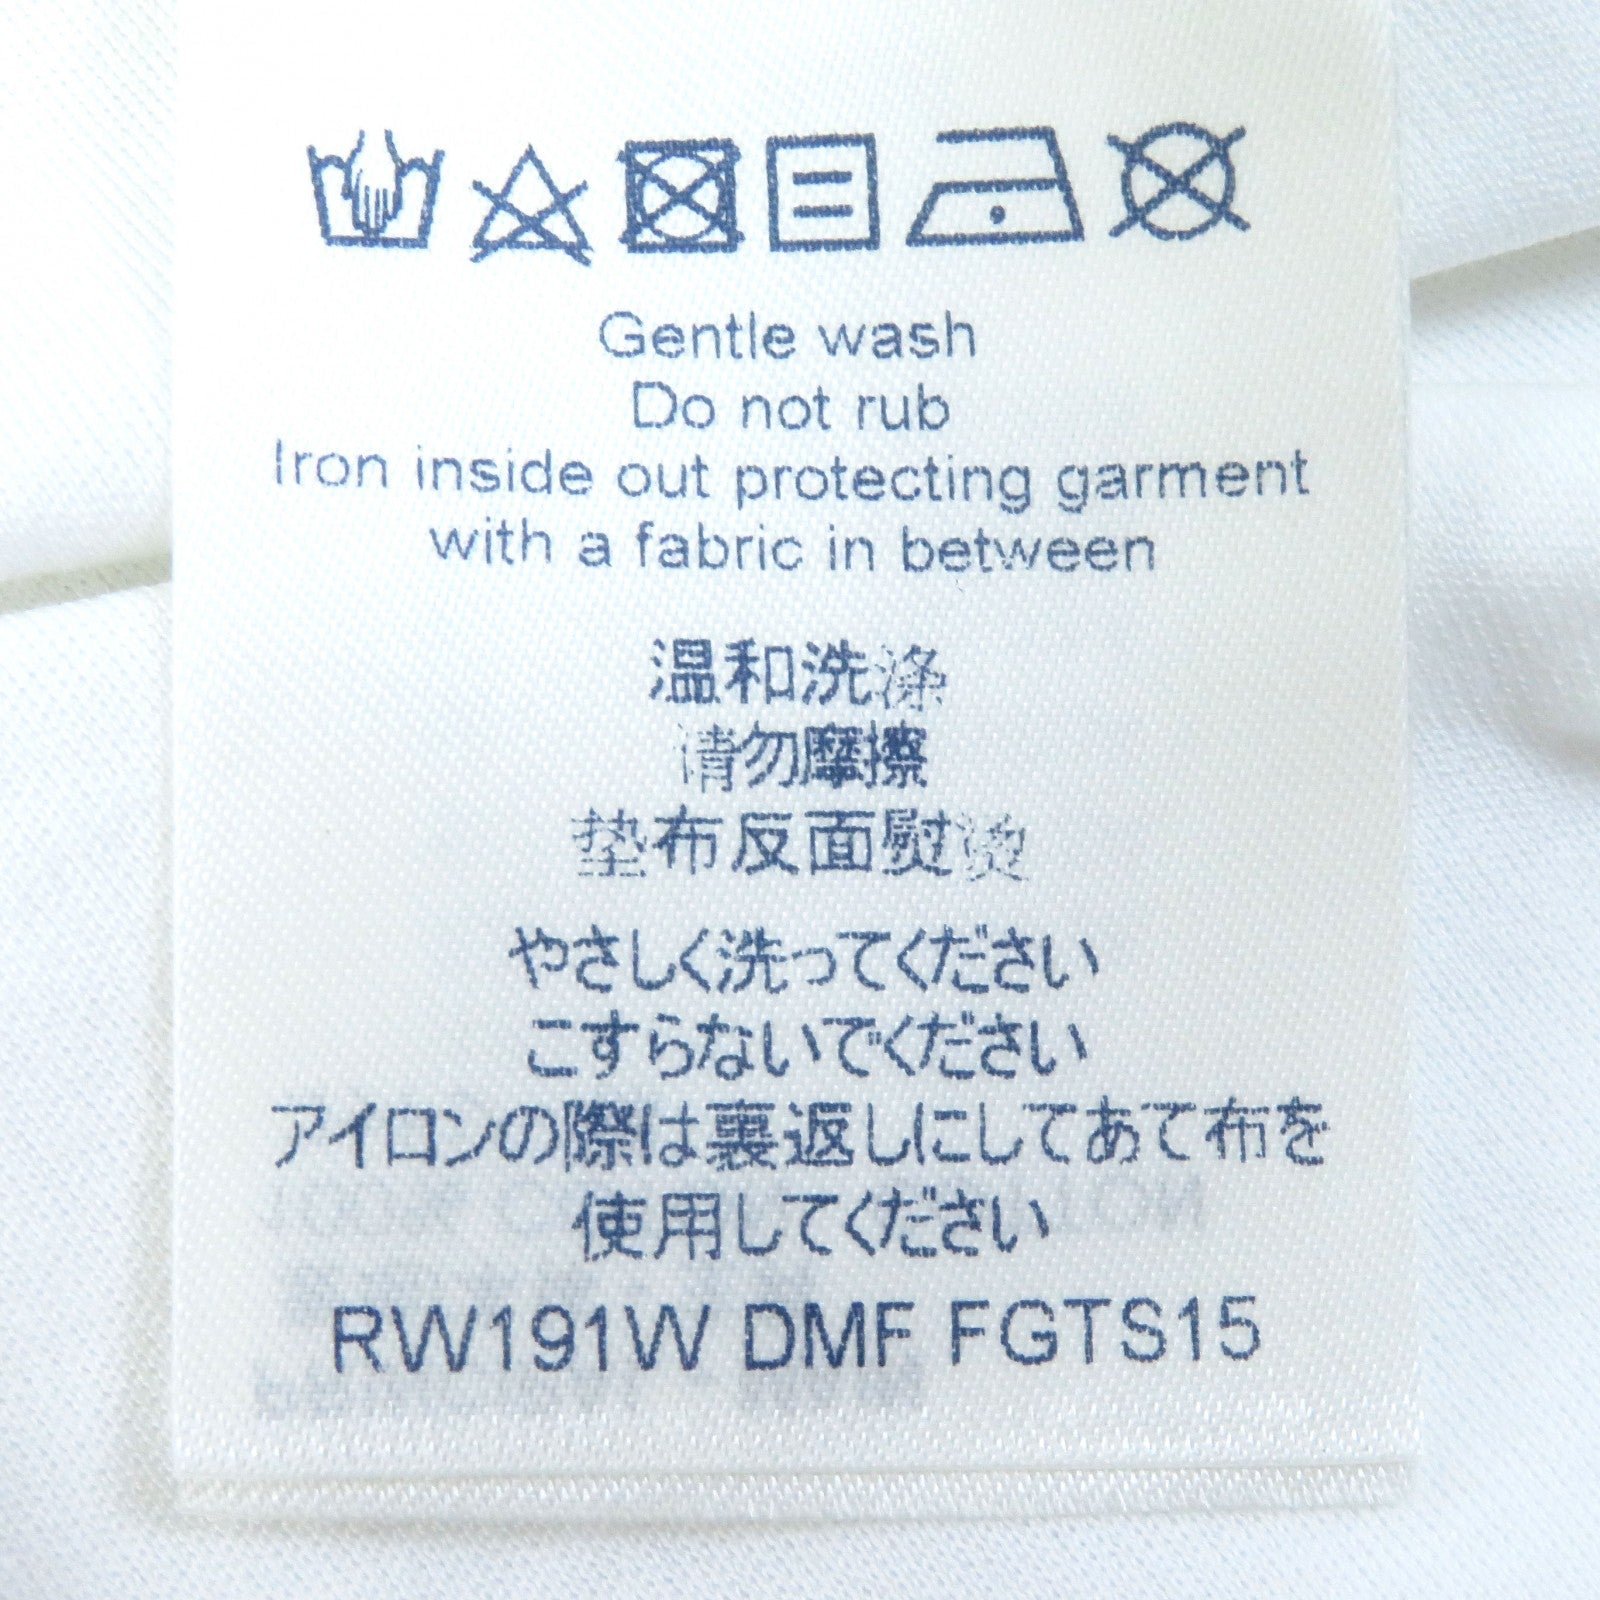 Gentle wash
Do not rub
Iron inside out protecting garment
with a fabric in between
温和洗涤
请勿摩擦
垫布反面熨烫
やさしく洗ってください
こすらないでください
アイロンの際は裏返しにしてあて布を
使用してください
RW191W DMF FGTS15